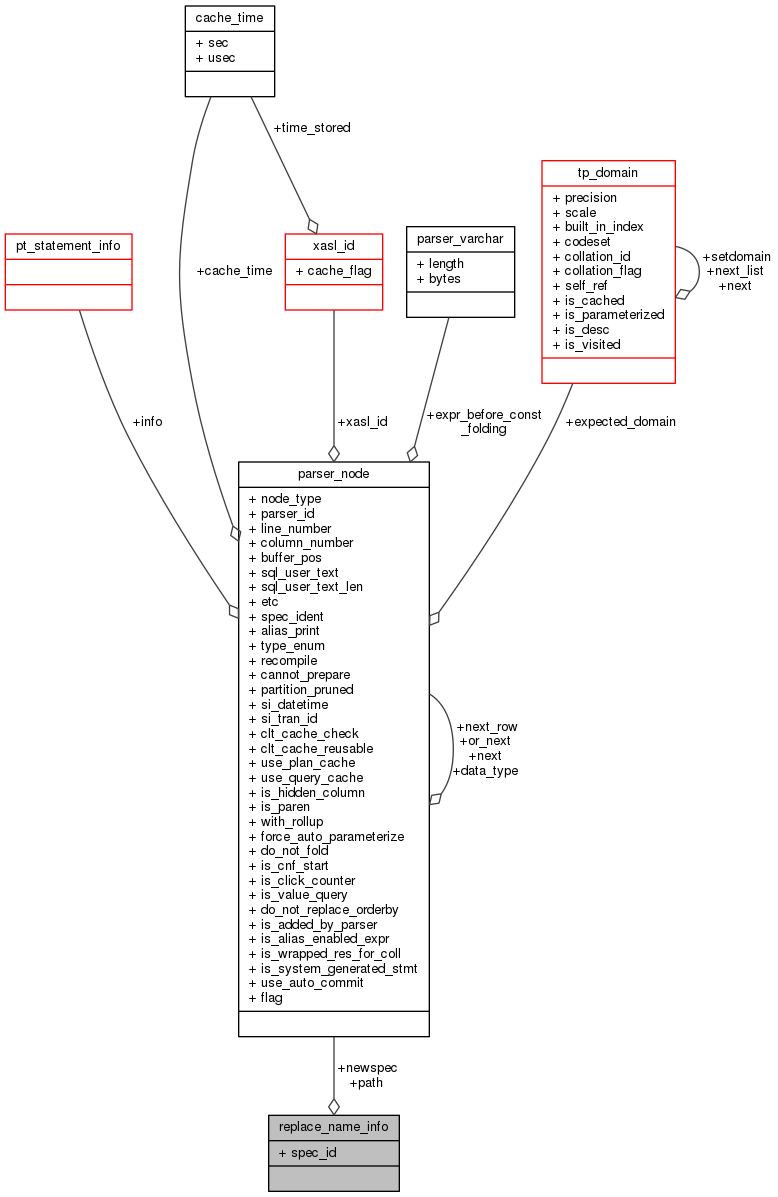 cache_time
+ sec
+ usec
+time_stored
tp_domain
+ precision
+ scale
+ built_in_index
+ codeset
+ collation_id
+ collation_flag
+ self_ref
+ is_cached
+ is_parameterized
+ is_desc
+ is_visited
+setdomain
+next_list
+next
pt_statement_info
xasl_id
+ cache_flag
parser_varchar
+ length
+ bytes
+cache_time
+info
+xasl_id
+expr_before_const
_folding
+expected_domain
parser_node
+ node_type
+ parser_id
+ line_number
+ column_number
+ buffer_pos
+ sql_user_text
+ sql_user_text_len
+ etc
+ spec_ident
+ alias_print
+ type_enum
+ recompile
+ cannot_prepare
+ partition_pruned
+ si_datetime
+ si_tran_id
+ clt_cache_check
+ clt_cache_reusable
+ use_plan_cache
+ use_query_cache
+ is_hidden_column
+ is_paren
+ with_rollup
+ force_auto_parameterize
+ do_not_fold
+ is_cnf_start
+ is_click_counter
+ is_value_query
+ do_not_replace_orderby
+ is_added_by_parser
+ is_alias_enabled_expr
+ is_wrapped_res_for_coll
+ is_system_generated_stmt
+ use_auto_commit
+ flag
+next_row
+or_next
+next
+data_type
+newspec
+path
replace_name_info
+ spec_id